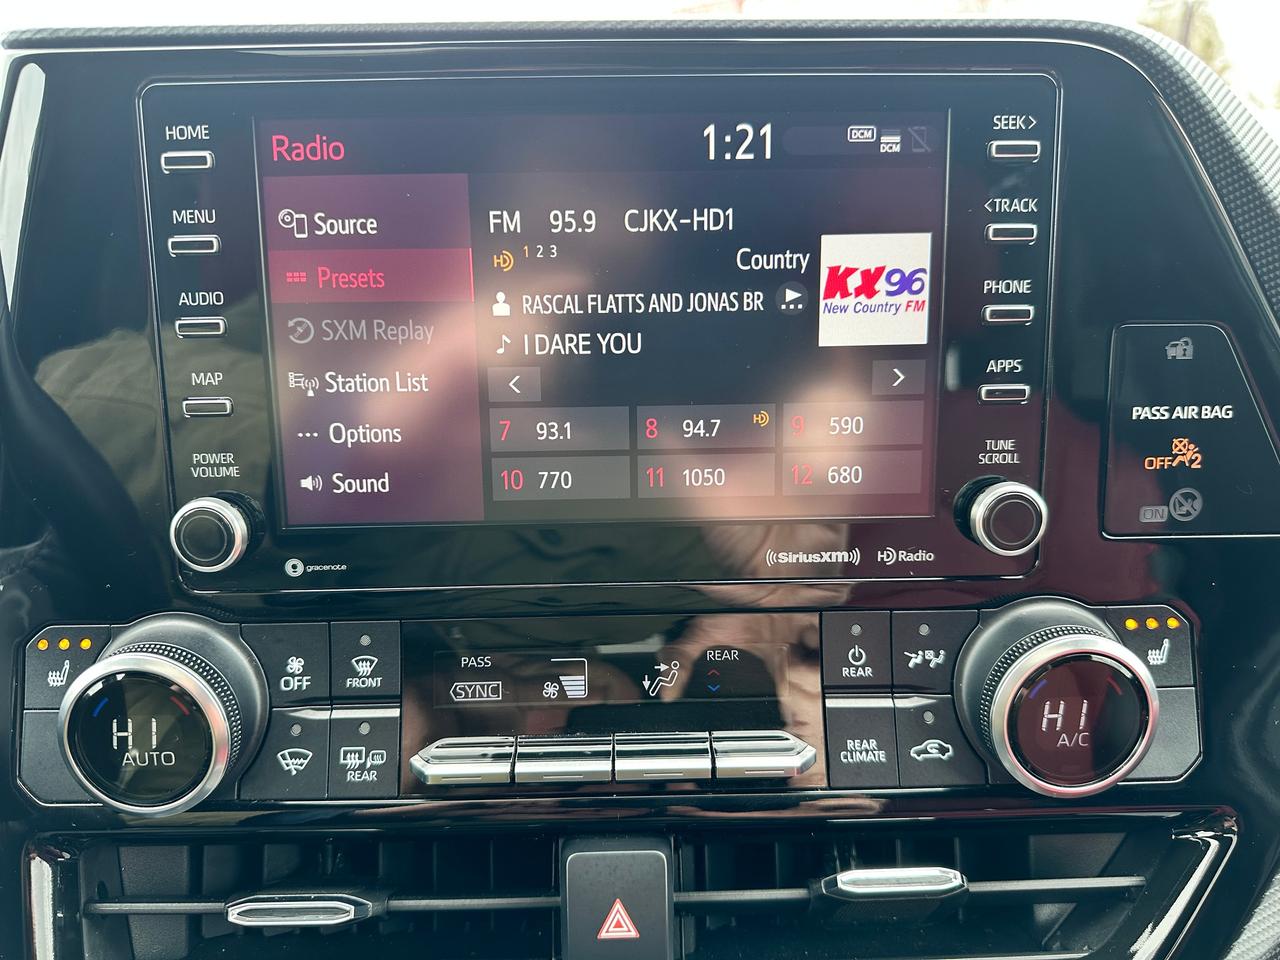 HOME
MENU
AUDIO
MAP
POWER
VOLUME
Radio
1:21
DCM
DCM
Source
Presets
SXM Replay
Station List
Options
Sound
FM 95.9 CJKX-HD1
HD 1 2 3
Country
RASCAL FLATTS AND JONAS BR
I DARE YOU
KX96
New Country FM
<
>
7 93.1
8 94.7 HD
9 590
10 770
11 1050
12 680
SEEK>
<TRACK
PHONE
APPS
TUNE
SCROLL
PASS AIR BAG
OFF 2
ON
gracenote
((SiriusXM))
HD Radio
HI
AUTO
OFF
FRONT
REAR
PASS
SYNC
REAR
REAR
REAR
CLIMATE
HI
A/C